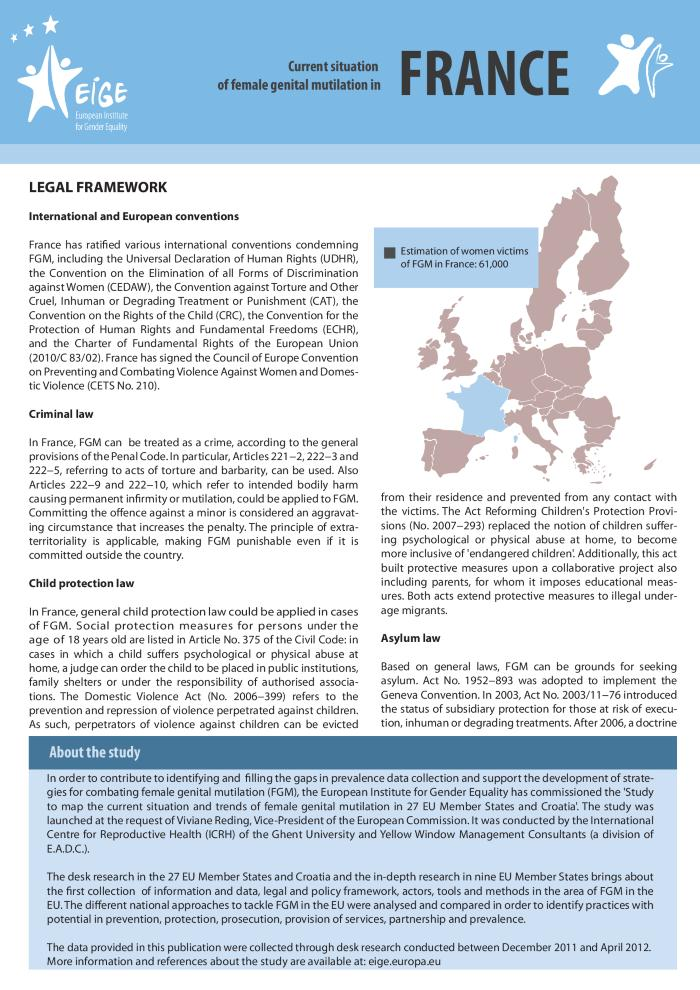 EIGE
European Institute
for Gender Equality
Current situation
of female genital mutilation in
FRANCE
LEGAL FRAMEWORK
International and European conventions
France has ratified various international conventions condemning
FGM, including the Universal Declaration of Human Rights (UDHR),
the Convention on the Elimination of all Forms of Discrimination
against Women (CEDAW), the Convention against Torture and Other
Cruel, Inhuman or Degrading Treatment or Punishment (CAT), the
Convention on the Rights of the Child (CRC), the Convention for the
Protection of Human Rights and Fundamental Freedoms (ECHR),
and the Charter of Fundamental Rights of the European Union
(2010/C 83/02). France has signed the Council of Europe Convention
on Preventing and Combating Violence Against Women and Domes-
tic Violence (CETS No. 210).
Criminal law
In France, FGM can be treated as a crime, according to the general
provisions of the Penal Code. In particular, Articles 221−2, 222−3 and
222−5, referring to acts of torture and barbarity, can be used. Also
Articles 222−9 and 222−10, which refer to intended bodily harm
causing permanent infirmity or mutilation, could be applied to FGM.
Committing the offence against a minor is considered an aggravat-
ing circumstance that increases the penalty. The principle of extra-
territoriality is applicable, making FGM punishable even if it is
committed outside the country.
Child protection law
In France, general child protection law could be applied in cases
of FGM. Social protection measures for persons under the
age of 18 years old are listed in Article No. 375 of the Civil Code: in
cases in which a child suffers psychological or physical abuse at
home, a judge can order the child to be placed in public institutions,
family shelters or under the responsibility of authorised associa-
tions. The Domestic Violence Act (No. 2006−399) refers to the
prevention and repression of violence perpetrated against children.
As such, perpetrators of violence against children can be evicted
Estimation of women victims
of FGM in France: 61,000
from their residence and prevented from any contact with
the victims. The Act Reforming Children's Protection Provi-
sions (No. 2007−293) replaced the notion of children suffer-
ing psychological or physical abuse at home, to become
more inclusive of 'endangered children'. Additionally, this act
built protective measures upon a collaborative project also
including parents, for whom it imposes educational meas-
ures. Both acts extend protective measures to illegal under-
age migrants.
Asylum law
Based on general laws, FGM can be grounds for seeking
asylum. Act No. 1952−893 was adopted to implement the
Geneva Convention. In 2003, Act No. 2003/11−76 introduced
the status of subsidiary protection for those at risk of execu-
tion, inhuman or degrading treatments. After 2006, a doctrine
About the study
In order to contribute to identifying and filling the gaps in prevalence data collection and support the development of strate-
gies for combating female genital mutilation (FGM), the European Institute for Gender Equality has commissioned the 'Study
to map the current situation and trends of female genital mutilation in 27 EU Member States and Croatia'. The study was
launched at the request of Viviane Reding, Vice-President of the European Commission. It was conducted by the International
Centre for Reproductive Health (ICRH) of the Ghent University and Yellow Window Management Consultants (a division of
E.A.D.C.).
The desk research in the 27 EU Member States and Croatia and the in-depth research in nine EU Member States brings about
the first collection of information and data, legal and policy framework, actors, tools and methods in the area of FGM in the
EU. The different national approaches to tackle FGM in the EU were analysed and compared in order to identify practices with
potential in prevention, protection, prosecution, provision of services, partnership and prevalence.
The data provided in this publication were collected through desk research conducted between December 2011 and April 2012.
More information and references about the study are available at: eige.europa.eu